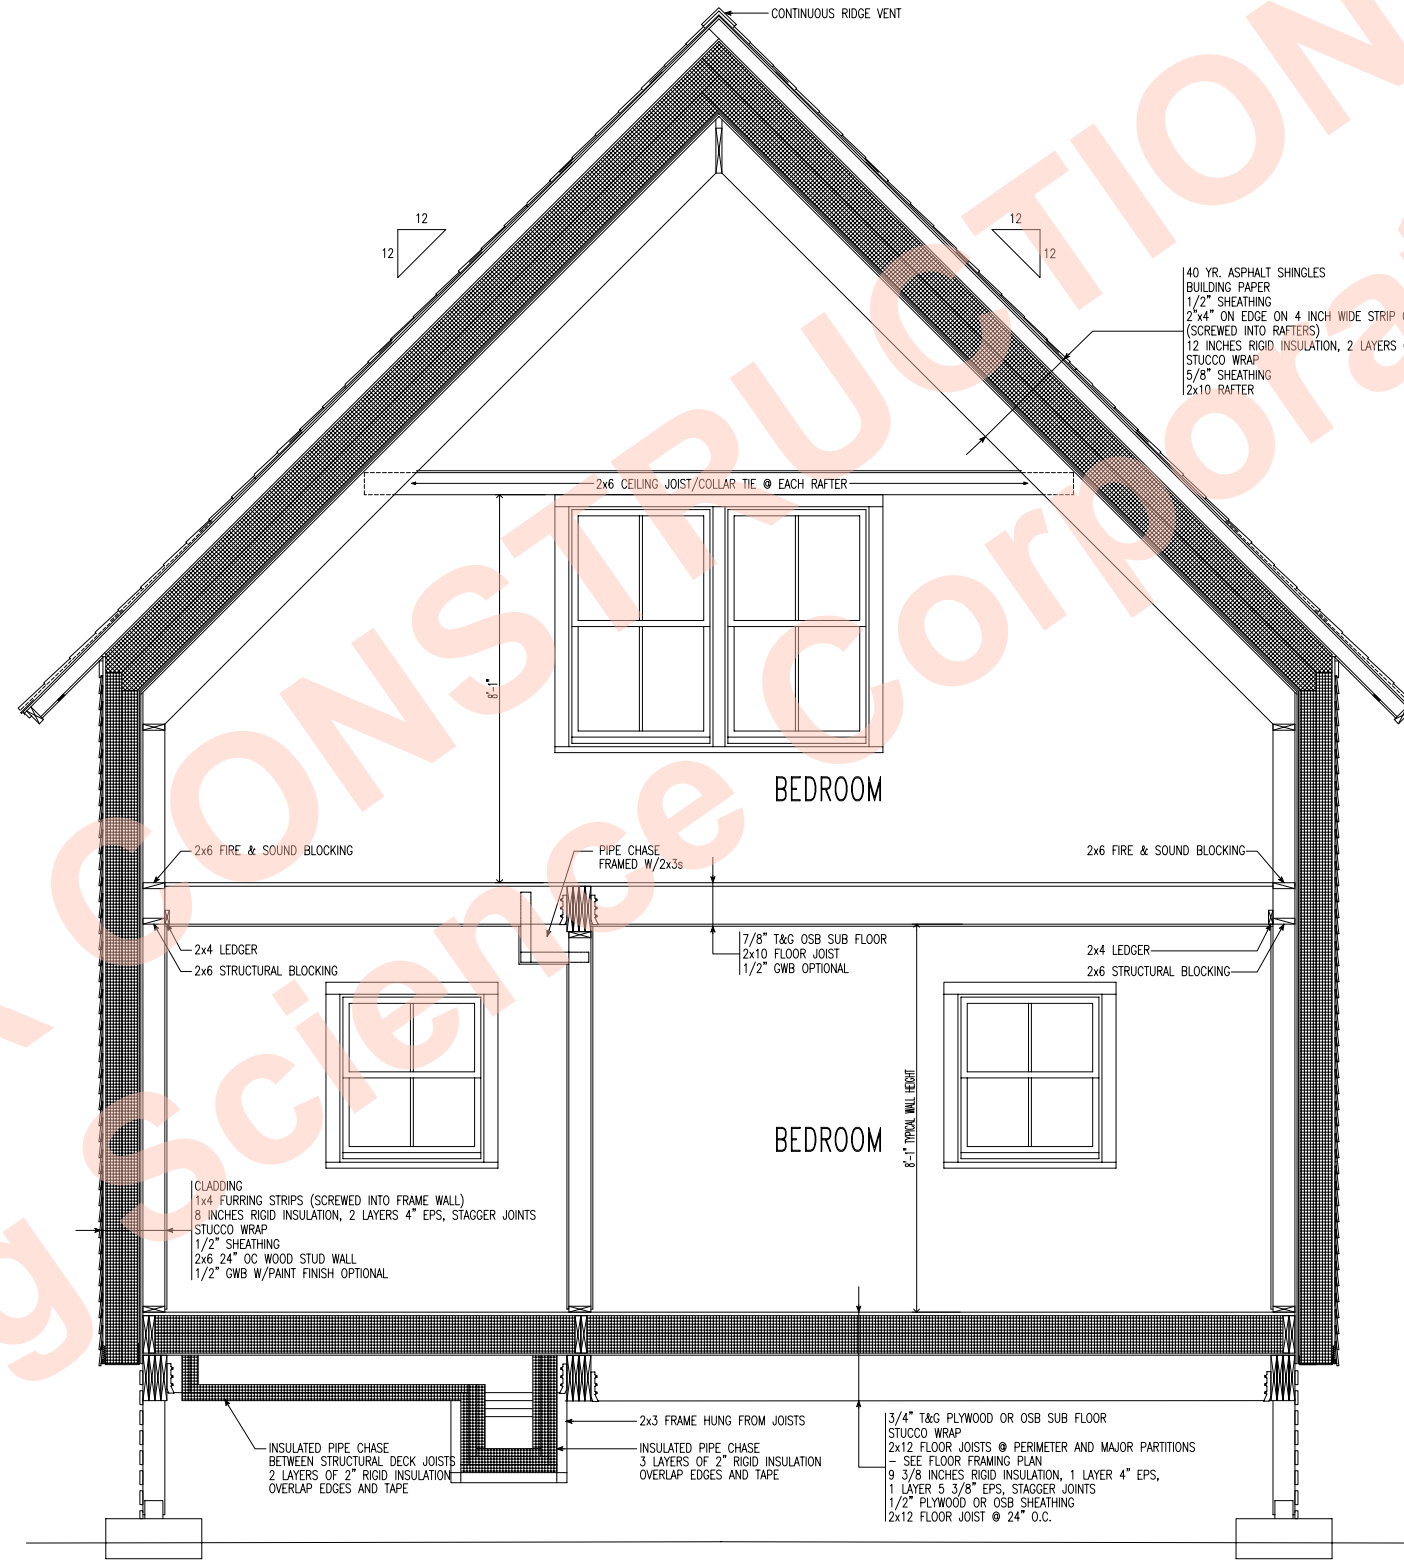 CONTINUOUS RIDGE VENT
12
12
12
12
40 YR. ASPHALT SHINGLES
BUILDING PAPER
1/2" SHEATHING
2"x4" ON EDGE ON 4 INCH WIDE STRIP
(SCREWED INTO RAFTERS)
12 INCHES RIGID INSULATION, 2 LAYERS
STUCCO WRAP
5/8" SHEATHING
2x10 RAFTER
2x6 CEILING JOIST/COLLAR TIE @ EACH RAFTER
8'-1"
BEDROOM
2x6 FIRE & SOUND BLOCKING
PIPE CHASE
FRAMED W/2x3s
2x6 FIRE & SOUND BLOCKING
2x4 LEDGER
2x6 STRUCTURAL BLOCKING
7/8" T&G OSB SUB FLOOR
2x10 FLOOR JOIST
1/2" GWB OPTIONAL
2x4 LEDGER
2x6 STRUCTURAL BLOCKING
8'-1" TYPICAL WALL HEIGHT
BEDROOM
CLADDING
1x4 FURRING STRIPS (SCREWED INTO FRAME WALL)
8 INCHES RIGID INSULATION, 2 LAYERS 4" EPS, STAGGER JOINTS
STUCCO WRAP
1/2" SHEATHING
2x6 24" OC WOOD STUD WALL
1/2" GWB W/PAINT FINISH OPTIONAL
INSULATED PIPE CHASE
BETWEEN STRUCTURAL DECK JOISTS
2 LAYERS OF 2" RIGID INSULATION
OVERLAP EDGES AND TAPE
2x3 FRAME HUNG FROM JOISTS
INSULATED PIPE CHASE
3 LAYERS OF 2" RIGID INSULATION
OVERLAP EDGES AND TAPE
3/4" T&G PLYWOOD OR OSB SUB FLOOR
STUCCO WRAP
2x12 FLOOR JOISTS @ PERIMETER AND MAJOR PARTITIONS
- SEE FLOOR FRAMING PLAN
9 3/8 INCHES RIGID INSULATION, 1 LAYER 4" EPS,
1 LAYER 5 3/8" EPS, STAGGER JOINTS
1/2" PLYWOOD OR OSB SHEATHING
2x12 FLOOR JOIST @ 24" O.C.
CONSTRUCTION
g Science Corpora